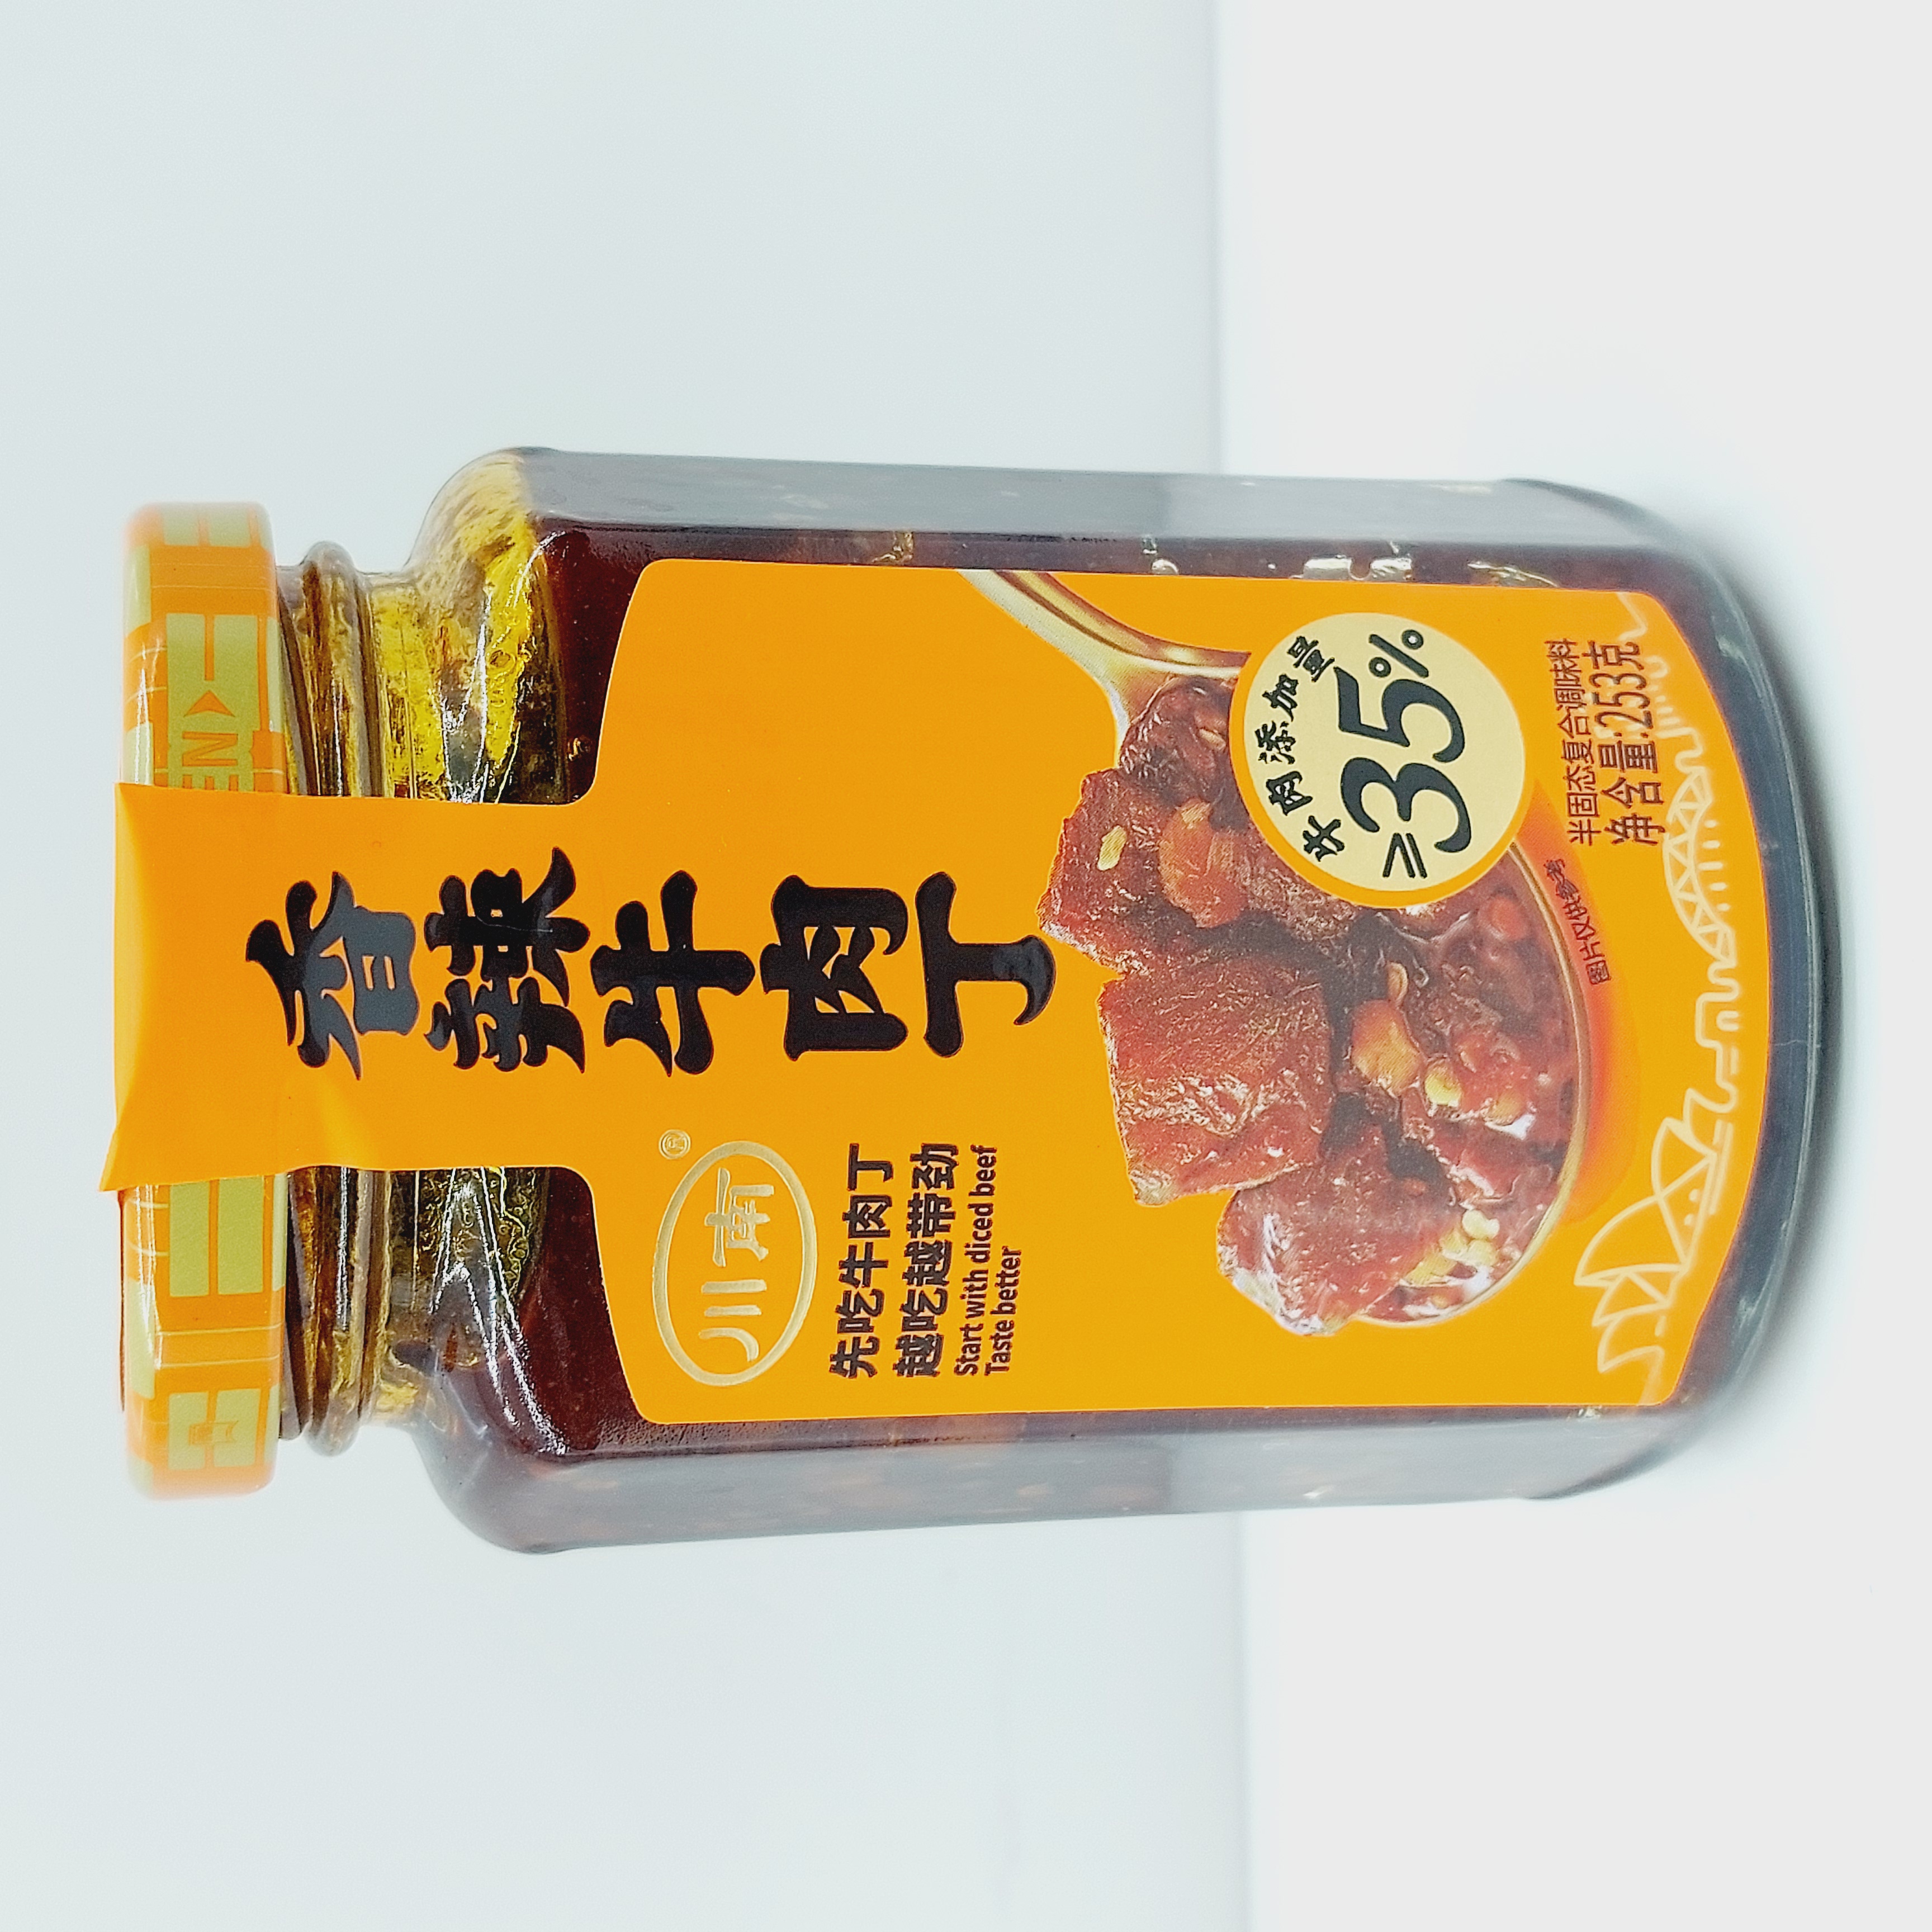 EN
香辣牛肉丁
川南
®
先吃牛肉丁
越吃越带劲
Start with diced beef
Taste better
牛肉添加量
≥35%
图片仅供参考
半固态复合调味料
净含量:253克